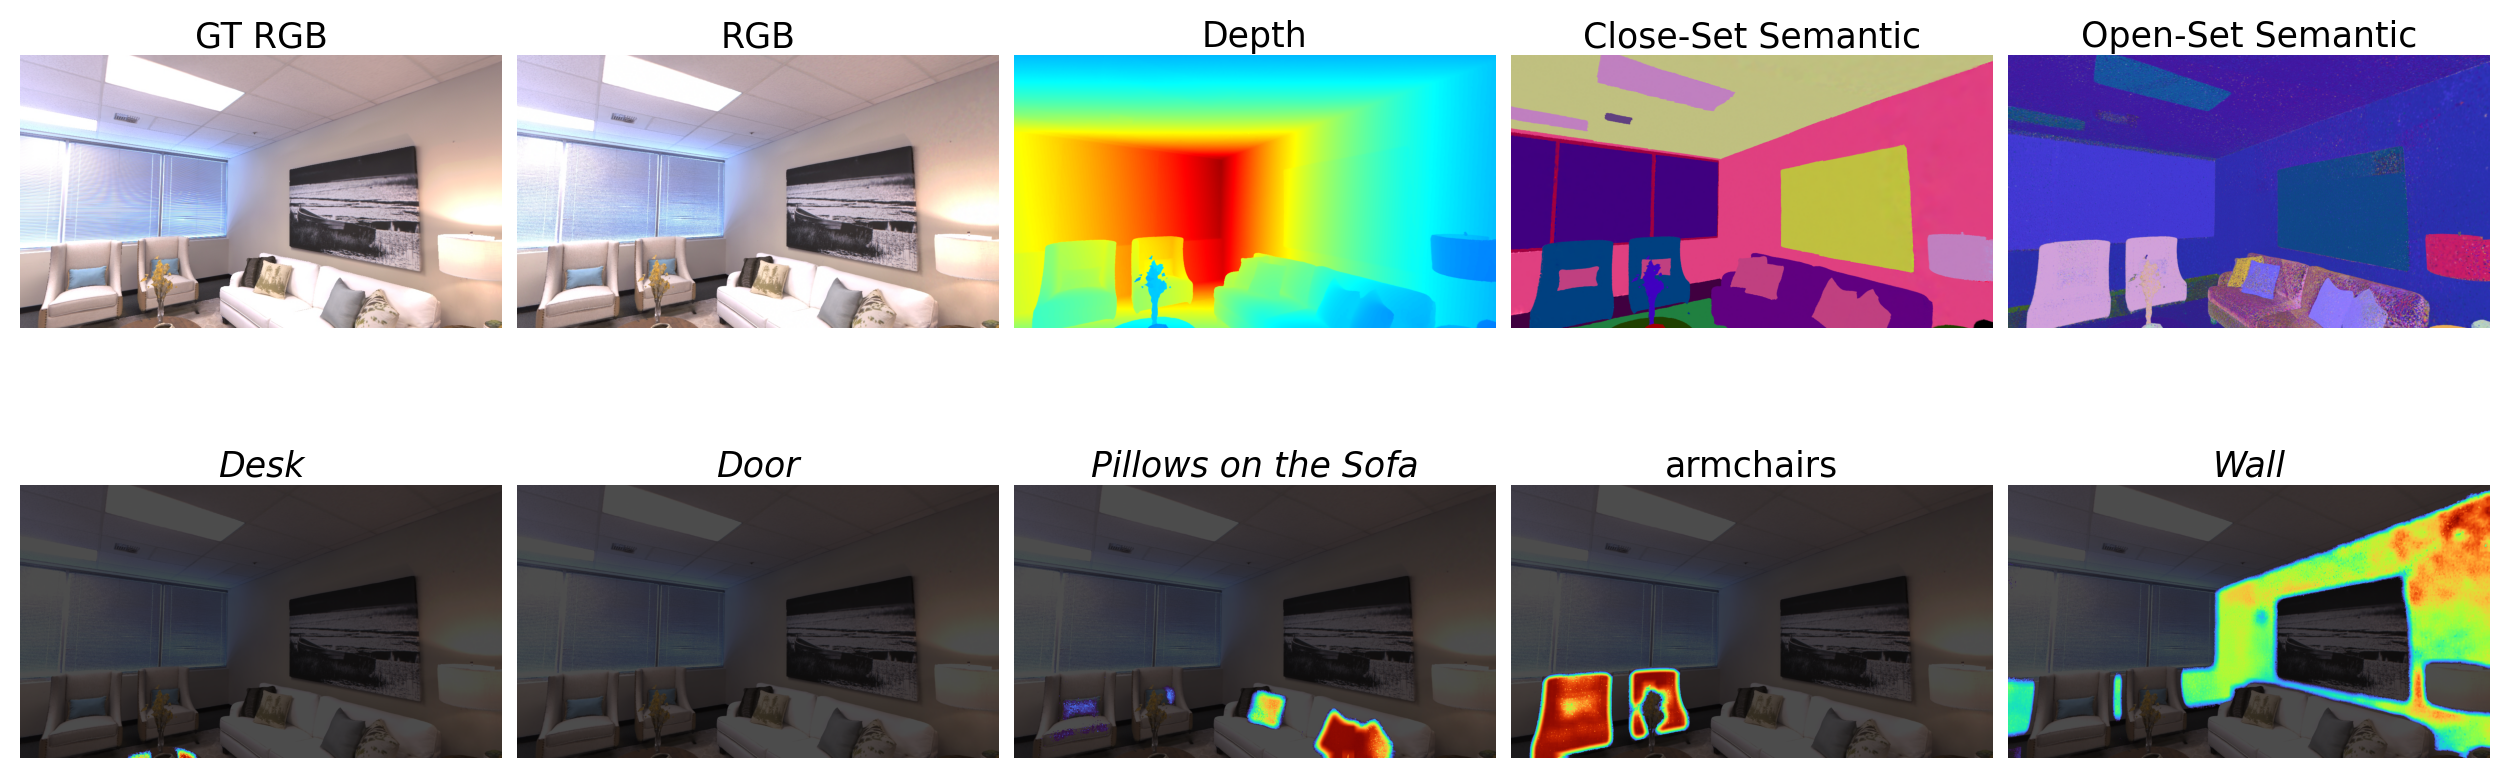 GT RGB
RGB
Depth
Close-Set Semantic
Open-Set Semantic
Desk
Door
Pillows on the Sofa
armchairs
Wall